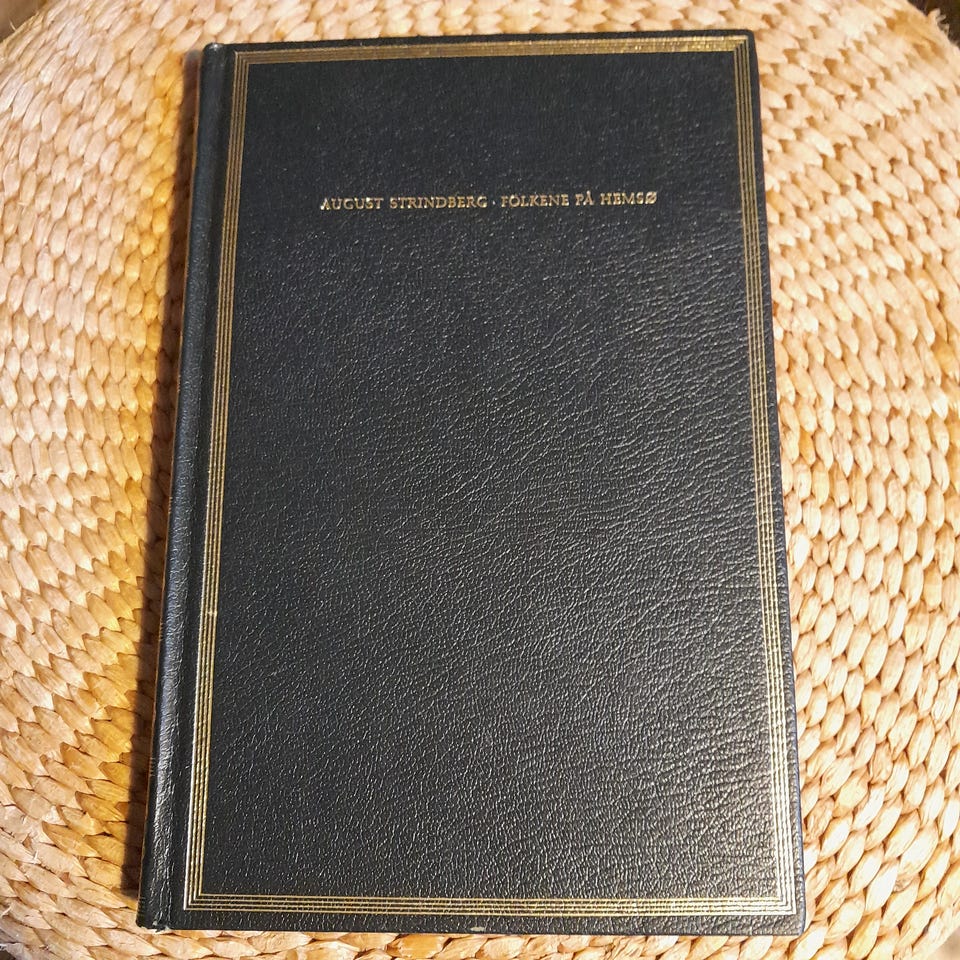 AUGUST STRINDBERG · FOLKENE PÅ HEMSØ